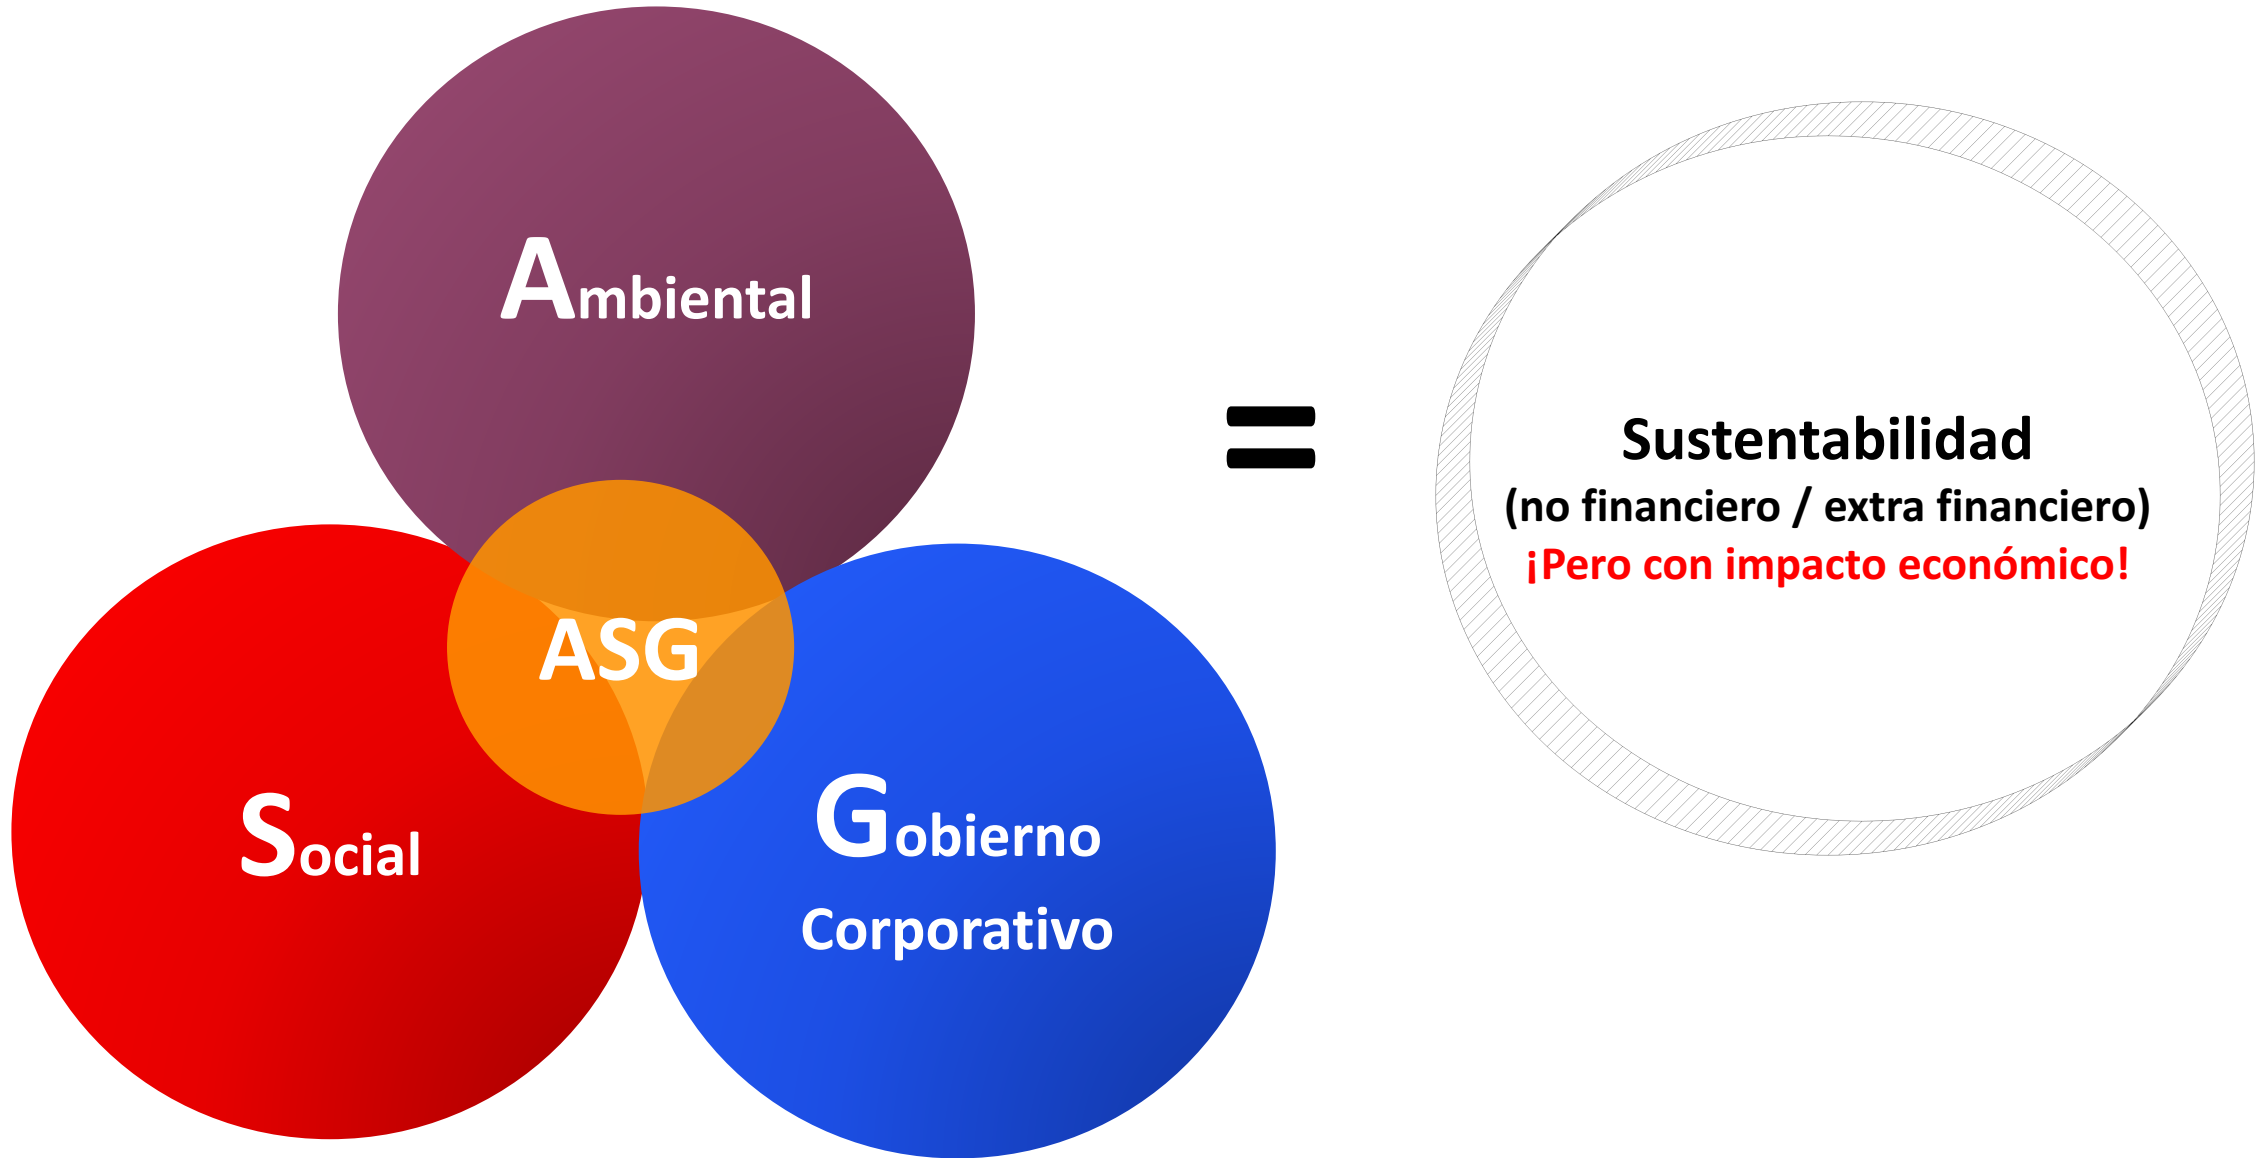 Ambiental
ASG
Social
Gobierno
Corporativo
=
Sustentabilidad
(no financiero / extra financiero)
¡Pero con impacto económico!